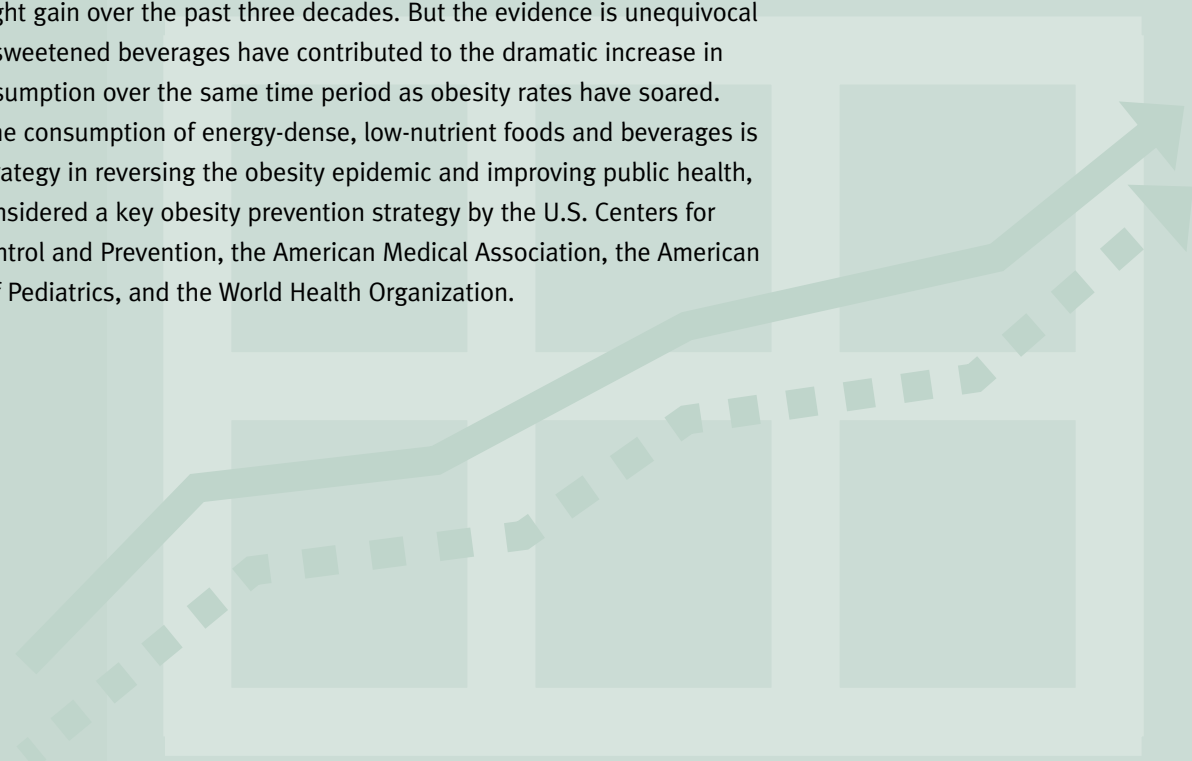 ght gain over the past three decades. But the evidence is unequivocal
sweetened beverages have contributed to the dramatic increase in
sumption over the same time period as obesity rates have soared.
ne consumption of energy-dense, low-nutrient foods and beverages is
ategy in reversing the obesity epidemic and improving public health,
nsidered a key obesity prevention strategy by the U.S. Centers for
ntrol and Prevention, the American Medical Association, the American
f Pediatrics, and the World Health Organization.